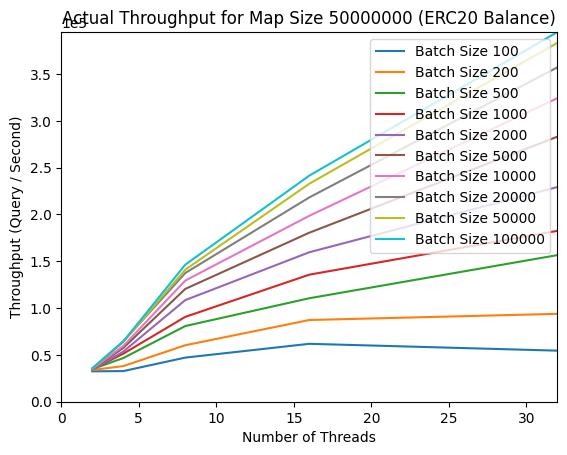 Actual Throughput for Map Size 50000000 (ERC20 Balance)
1e5
Throughput (Query / Second)
3.5
3.0
2.5
2.0
1.5
1.0
0.5
0.0
Batch Size 100
Batch Size 200
Batch Size 500
Batch Size 1000
Batch Size 2000
Batch Size 5000
Batch Size 10000
Batch Size 20000
Batch Size 50000
Batch Size 100000
0 5 10 15 20 25 30
Number of Threads